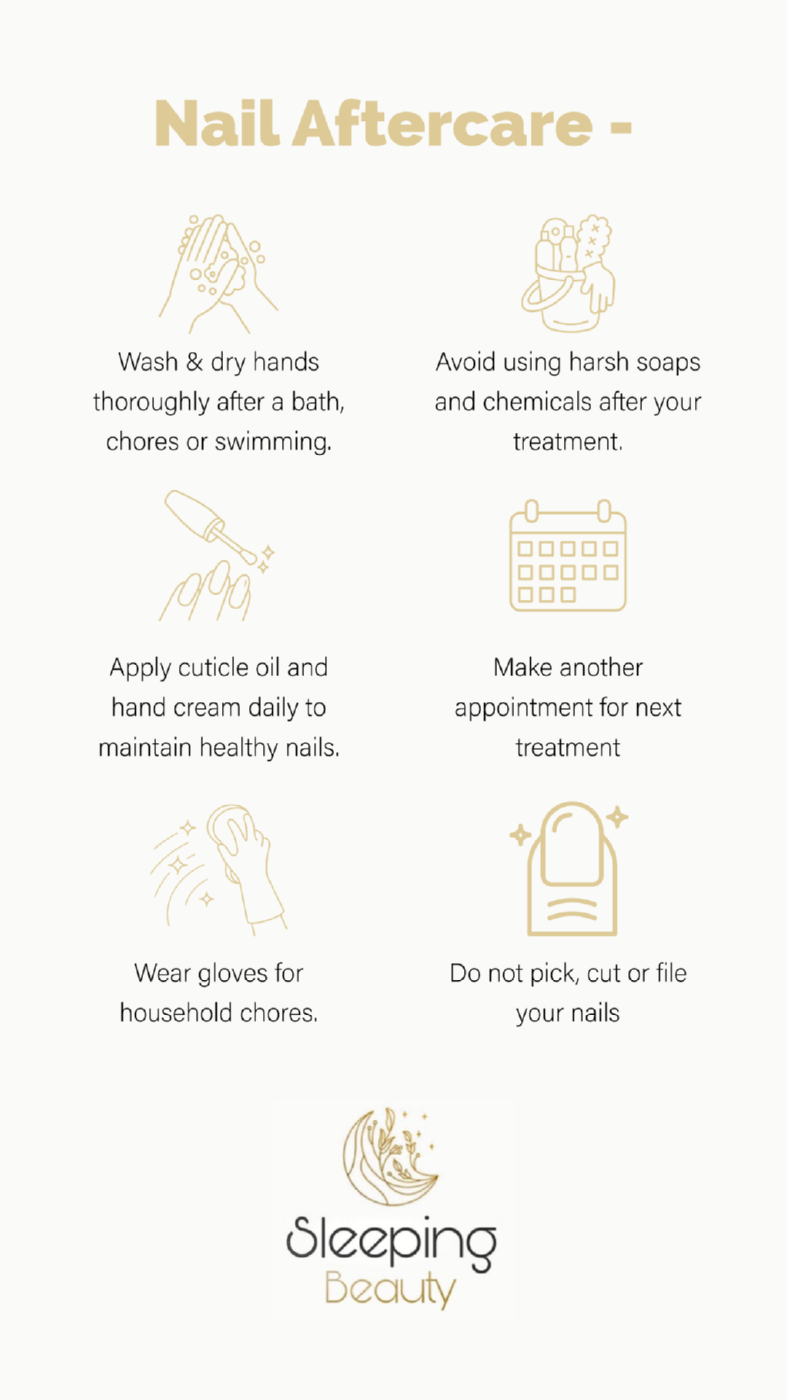 Nail Aftercare -
Wash & dry hands
thoroughly after a bath,
chores or swimming.
Avoid using harsh soaps
and chemicals after your
treatment.
Apply cuticle oil and
hand cream daily to
maintain healthy nails.
Make another
appointment for next
treatment
Wear gloves for
household chores.
Do not pick, cut or file
your nails
Sleeping
Beauty